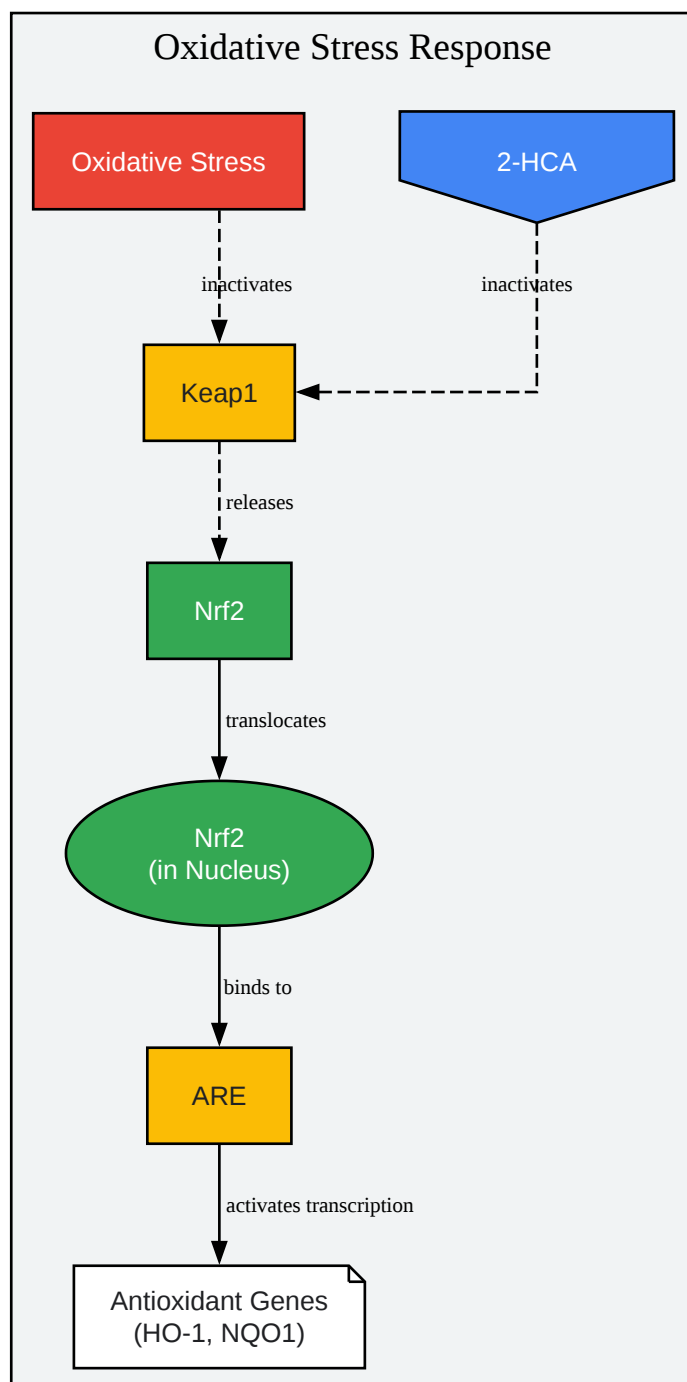 Oxidative Stress Response
Oxidative Stress
2-HCA
inactivates
inactivates
Keap1
releases
Nrf2
translocates
Nrf2
(in Nucleus)
binds to
ARE
activates transcription
Antioxidant Genes
(HO-1, NQO1)